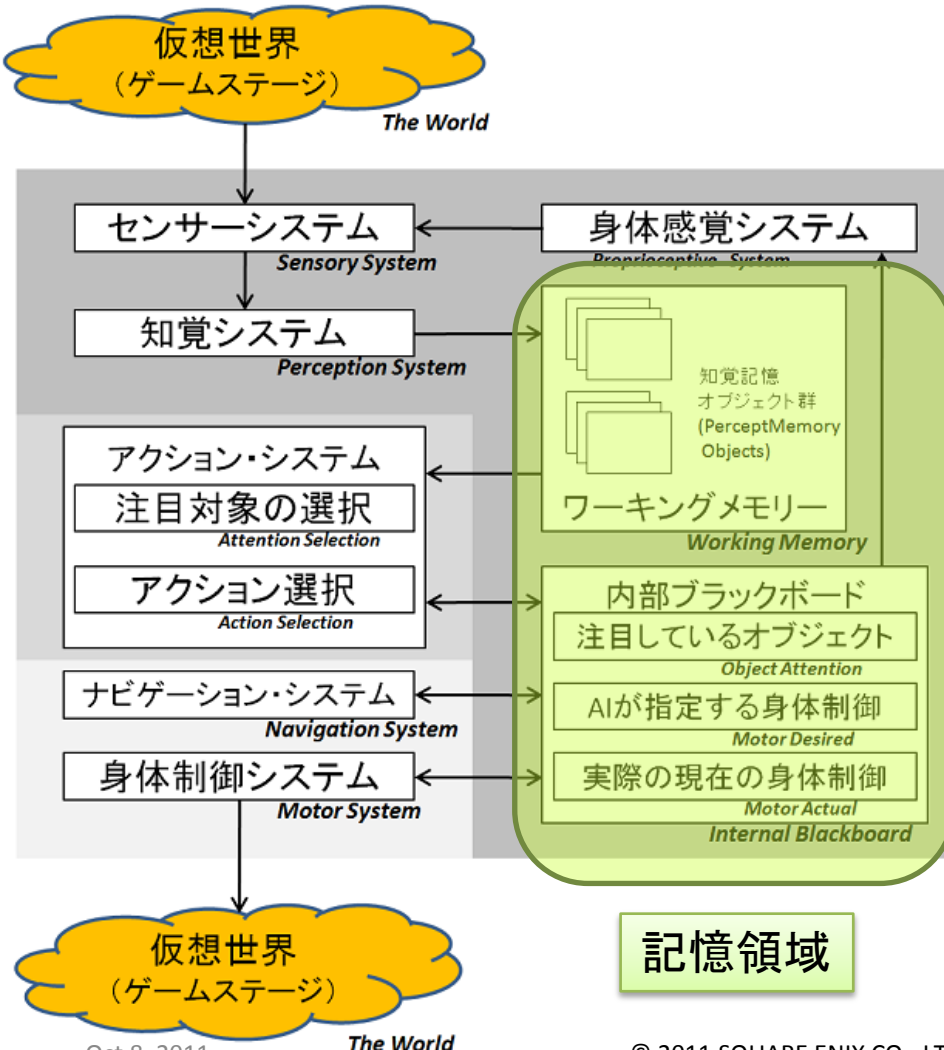 仮想世界
（ゲームステージ）
The World
センサーシステム
Sensory System
身体感覚システム
Proprioceptive System
知覚システム
Perception System
知覚記憶
オブジェクト群
(PerceptMemory
Objects)
ワーキングメモリー
Working Memory
アクション・システム
注目対象の選択
Attention Selection
アクション選択
Action Selection
内部ブラックボード
注目しているオブジェクト
Object Attention
ナビゲーション・システム
Navigation System
AIが指定する身体制御
Motor Desired
身体制御システム
Motor System
実際の現在の身体制御
Motor Actual
Internal Blackboard
記憶領域
仮想世界
（ゲームステージ）
The World
Oct 8, 2011
© 2011 SQUARE ENIX CO., LT